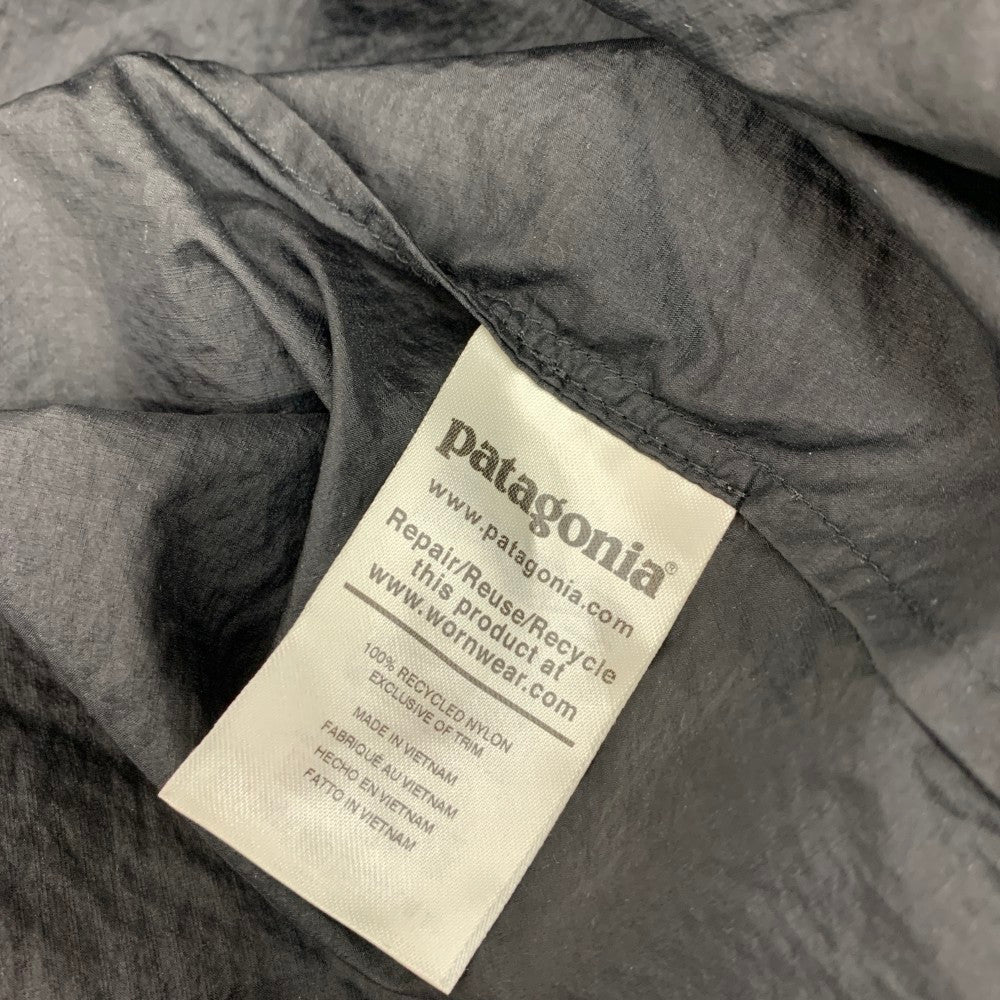 patagonia®
www.patagonia.com
Repair/Reuse/Recycle
this product at
www.wornwear.com
100% RECYCLED NYLON
EXCLUSIVE OF TRIM
MADE IN VIETNAM
FABRIQUÉ AU VIETNAM
HECHO EN VIETNAM
FATTO IN VIETNAM